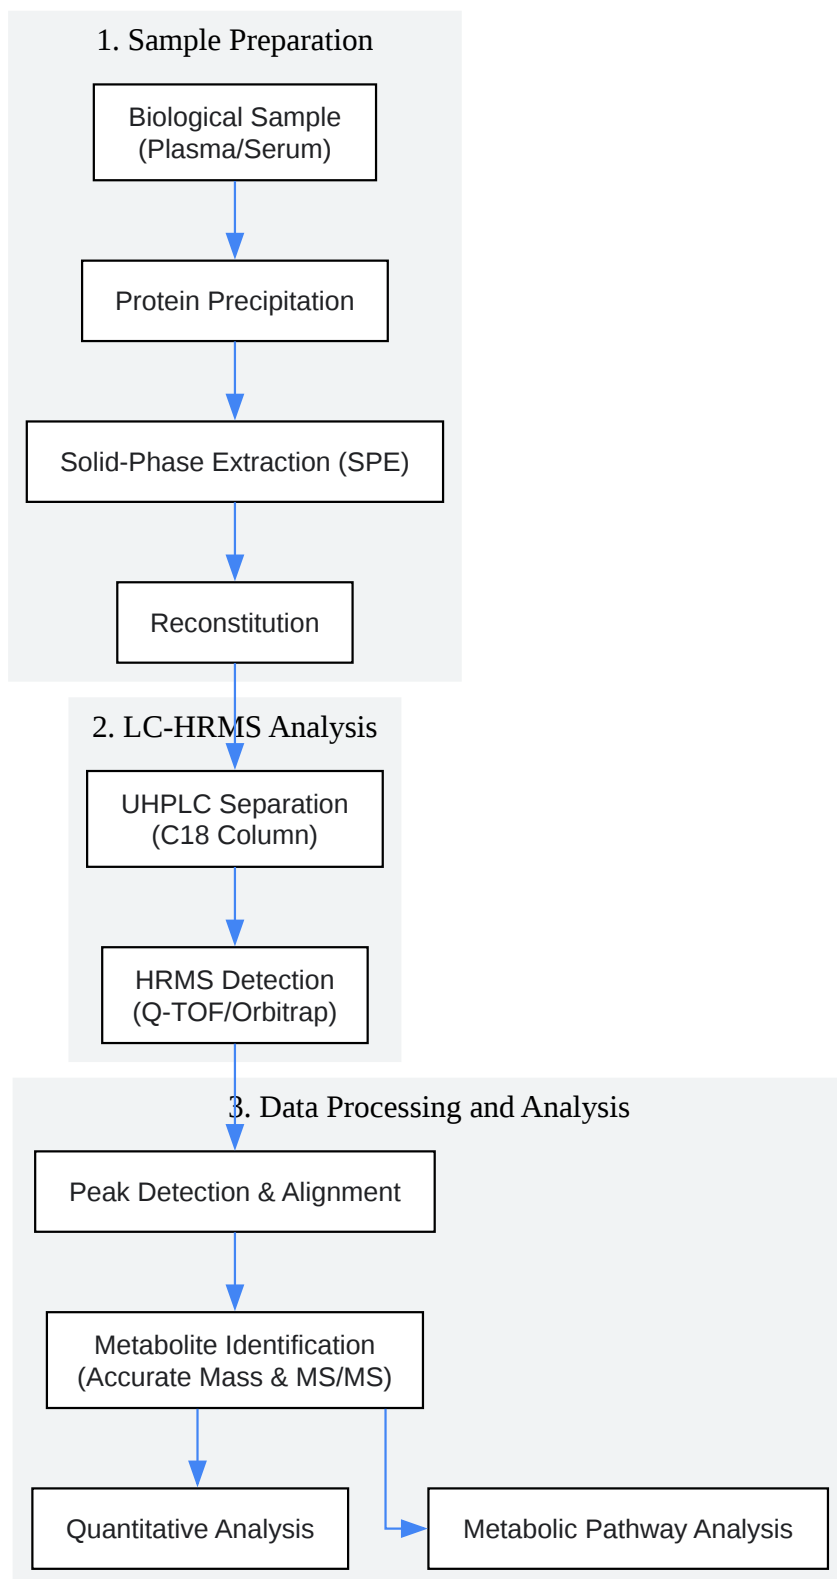 1. Sample Preparation
Biological Sample
(Plasma/Serum)
Protein Precipitation
Solid-Phase Extraction (SPE)
Reconstitution
2. LC-HRMS Analysis
UHPLC Separation
(C18 Column)
HRMS Detection
(Q-TOF/Orbitrap)
3. Data Processing and Analysis
Peak Detection & Alignment
Metabolite Identification
(Accurate Mass & MS/MS)
Quantitative Analysis
Metabolic Pathway Analysis